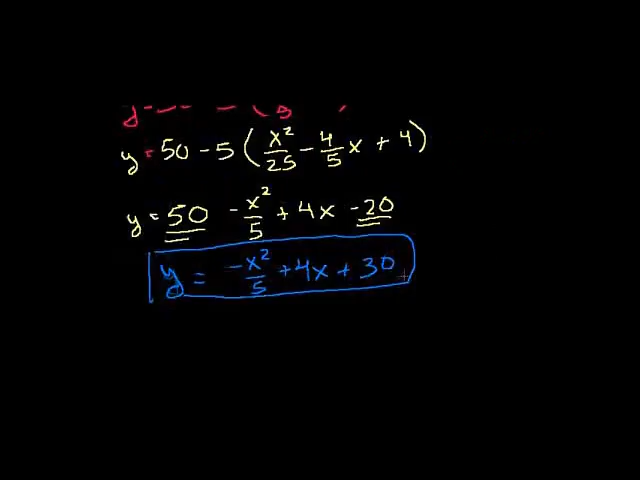 y = 50 - 5 ( x²/25 - 4/5 x + 4 )
y = 50 - x²/5 + 4x - 20
y = -x²/5 + 4x + 30